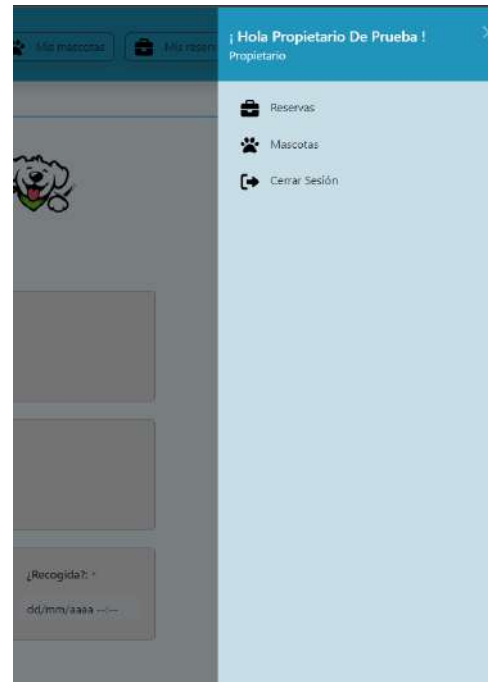 Mis mascotas
Mis reser
¡ Hola Propietario De Prueba !
Propietario
Reservas
Mascotas
Cerrar Sesión
¿Recogida?: *
dd/mm/aaaa --:--